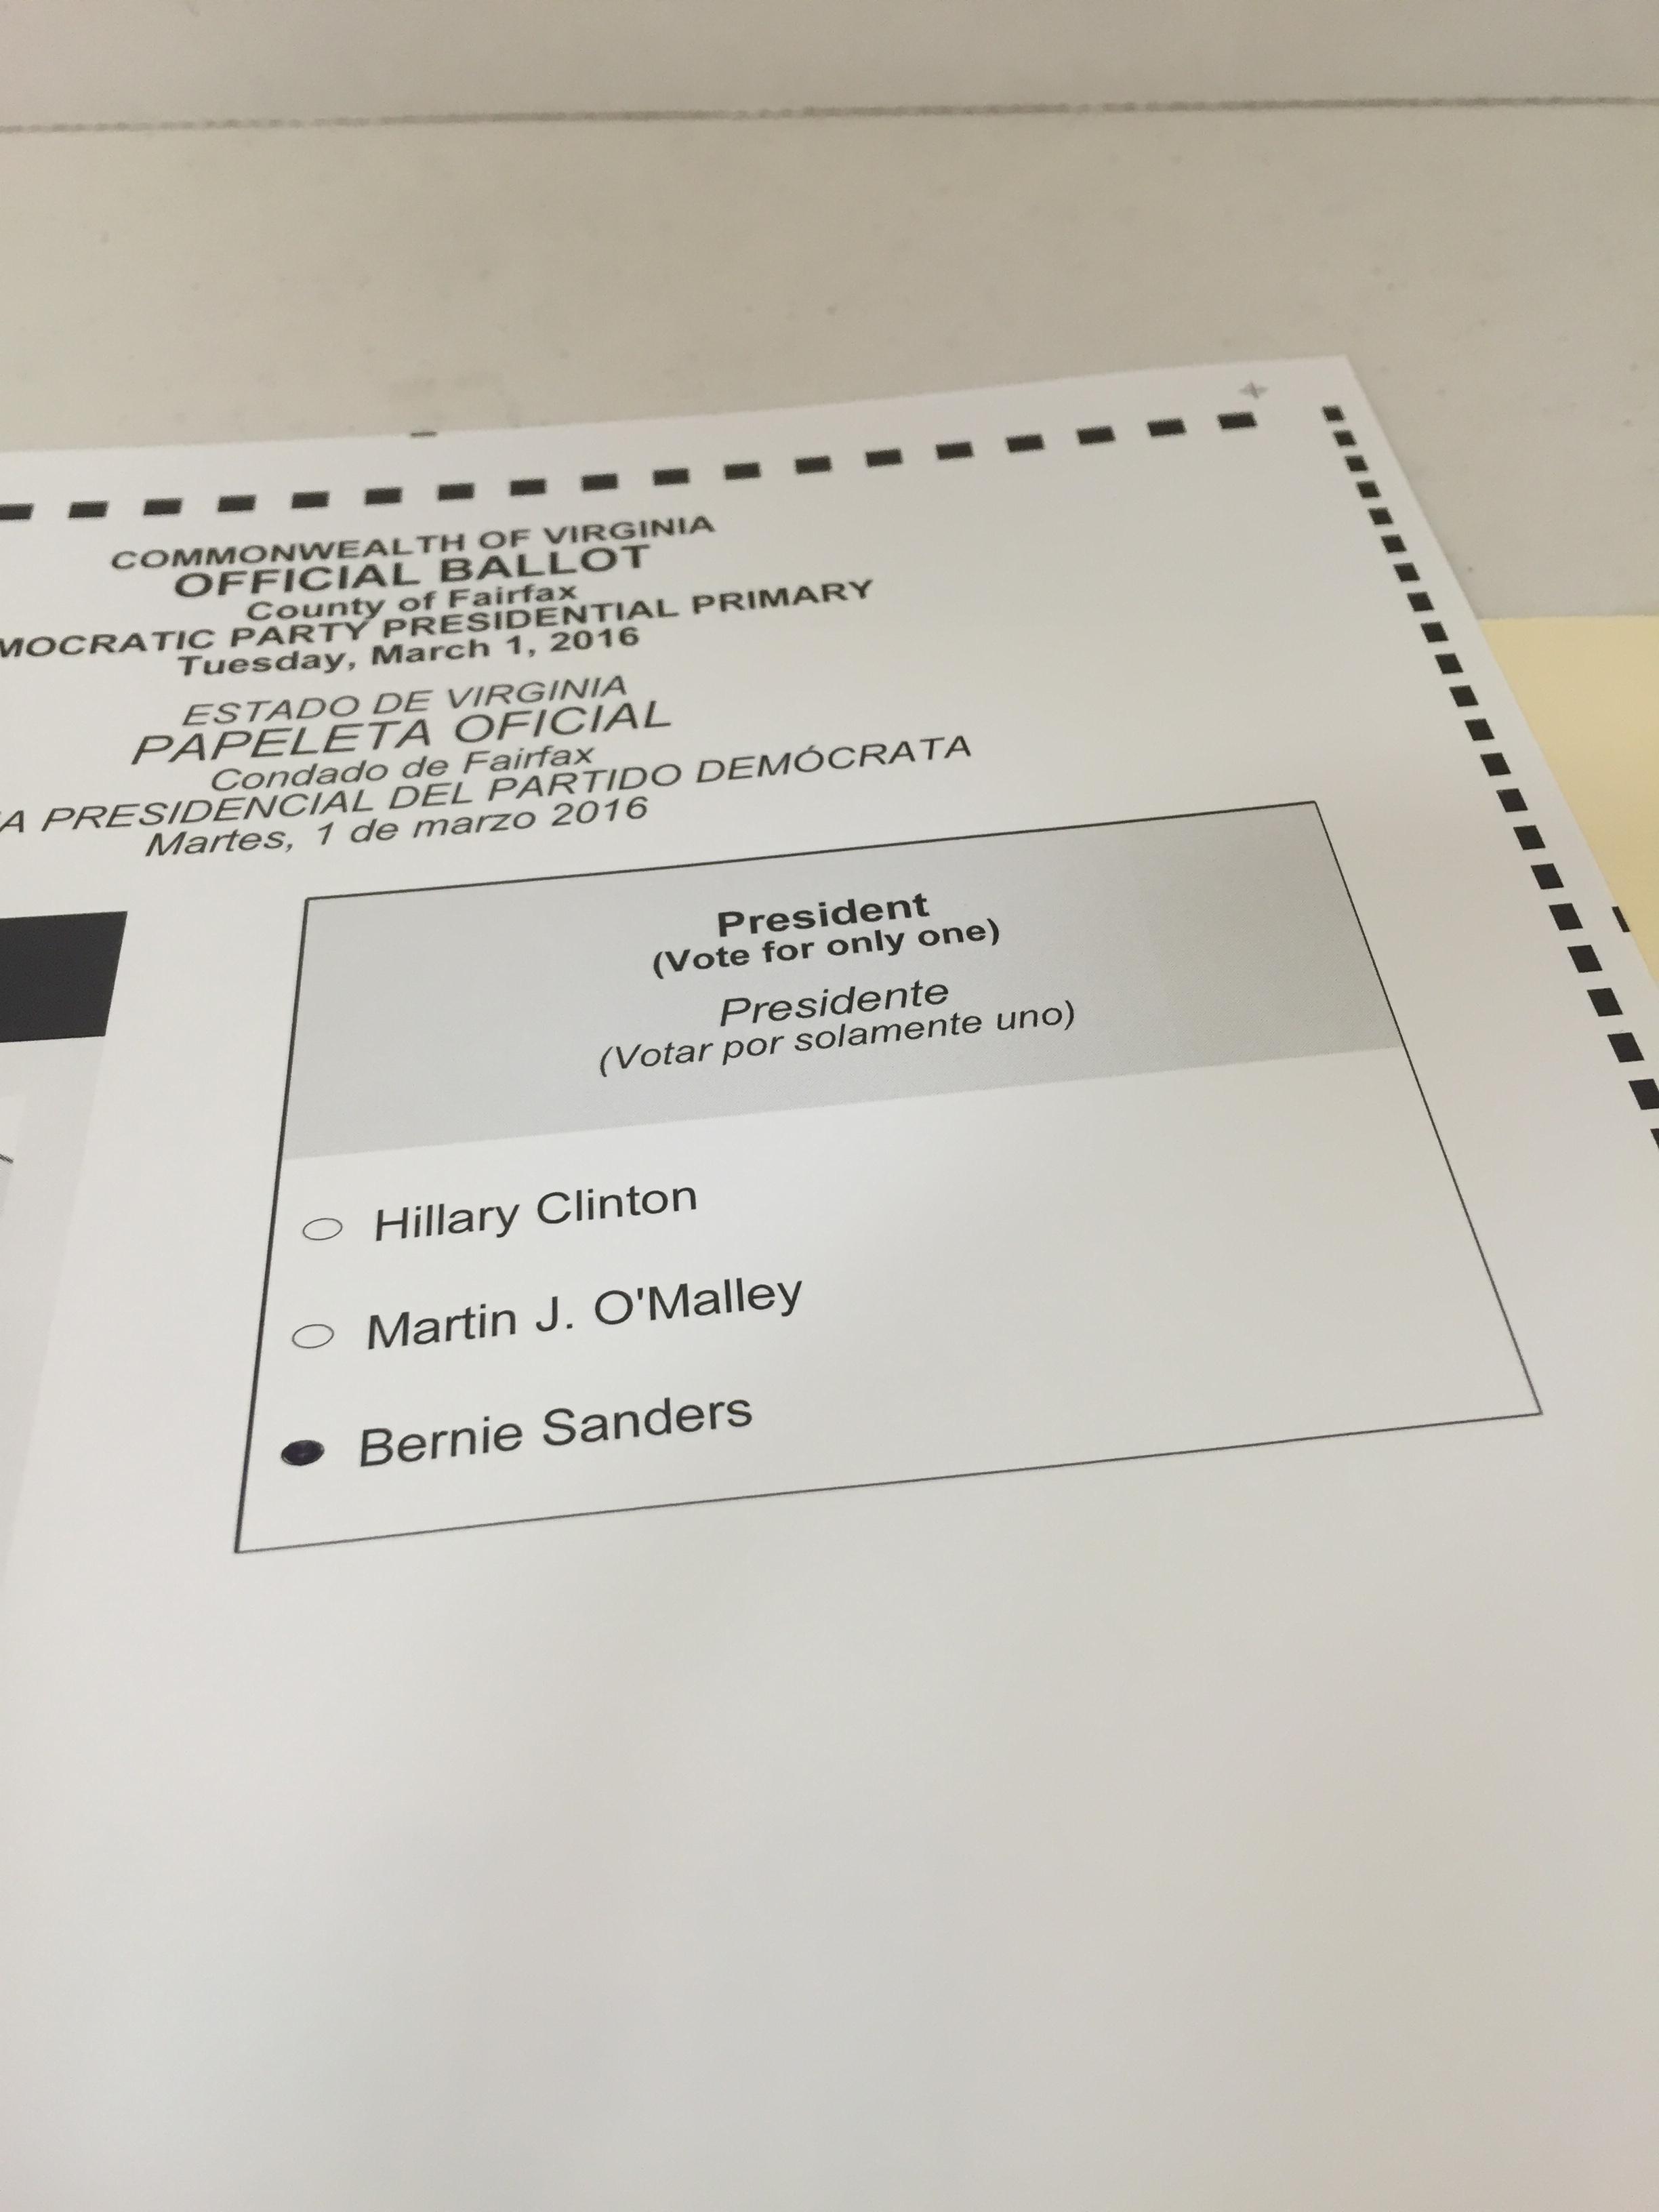 COMMONWEALTH OF VIRGINIA
OFFICIAL BALLOT
County of Fairfax
MOCRATIC PARTY PRESIDENTIAL PRIMARY
Tuesday, March 1, 2016
ESTADO DE VIRGINIA
PAPELETA OFICIAL
Condado de Fairfax
A PRESIDENCIAL DEL PARTIDO DEMÓCRATA
Martes, 1 de marzo 2016
President
(Vote for only one)
Presidente
(Votar por solamente uno)
Hillary Clinton
Martin J. O'Malley
Bernie Sanders